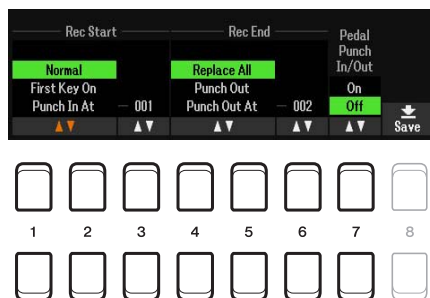 Rec Start
Rec End
Pedal
Punch
In/Out
Normal
Replace All
First Key On
Punch Out
On
Punch In At – 001
Punch Out At – 002
Off
Save
1 2 3 4 5 6 7 8